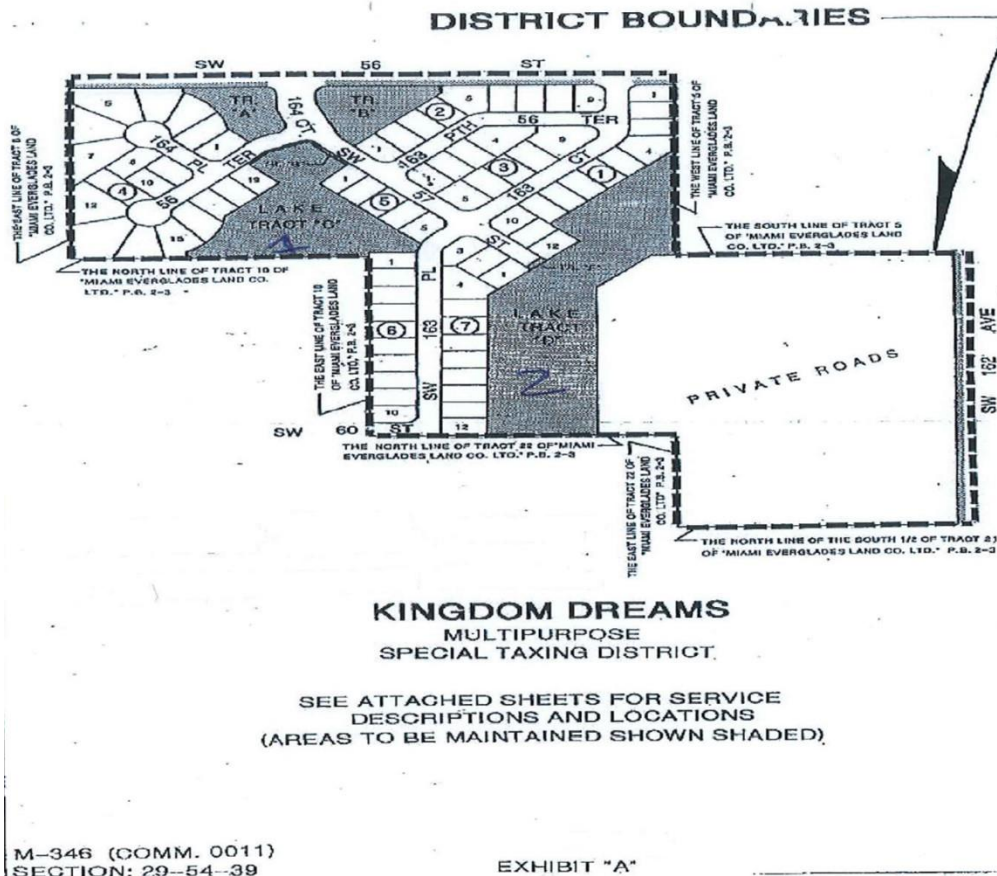 DISTRICT BOUNDARIES
SW 56 ST
TR. "A"
164 CT.
TR. "B"
5
2
5
9
1
163 PTH
56 TER
THE WEST LINE OF TRACT 5 OF
"MIAMI EVERGLADES LAND
CO. LTD." P.B. 2-3
THE EAST LINE OF TRACT 8 OF
"MIAMI EVERGLADES LAND
CO. LTD." P.B. 2-3
7
8
164 PL
56 TER
1
1
4
3
4
1
163 CT
1
4
10
12
19
15
SW 57 ST
1
5
5
5
10
12
LAKE
TRACT "C"
1
THE SOUTH LINE OF TRACT 5
OF "MIAMI EVERGLADES LAND
CO. LTD." P.B. 2-3
THE NORTH LINE OF TRACT 10 OF
"MIAMI EVERGLADES LAND CO.
LTD." P.B. 2-3
1
3
1
4
THE EAST LINE OF TRACT 10
OF "MIAMI EVERGLADES LAND
CO. LTD." P.B. 2-3
6
SW 163 PL
7
LAKE
TRACT
"D"
2
PRIVATE ROADS
SW 162 AVE
10
12
SW 60 ST
THE NORTH LINE OF TRACT 22 OF "MIAMI
EVERGLADES LAND CO. LTD." P.B. 2-3
THE EAST LINE OF TRACT 22 OF
"MIAMI EVERGLADES LAND
CO. LTD" P.B. 2-3
THE NORTH LINE OF THE SOUTH 1/2 OF TRACT
OF "MIAMI EVERGLADES LAND CO. LTD." P.B. 2-3
KINGDOM DREAMS
MULTIPURPOSE
SPECIAL TAXING DISTRICT
SEE ATTACHED SHEETS FOR SERVICE
DESCRIPTIONS AND LOCATIONS
(AREAS TO BE MAINTAINED SHOWN SHADED)
M-346 (COMM. 0011)
SECTION: 29-54-39
EXHIBIT "A"